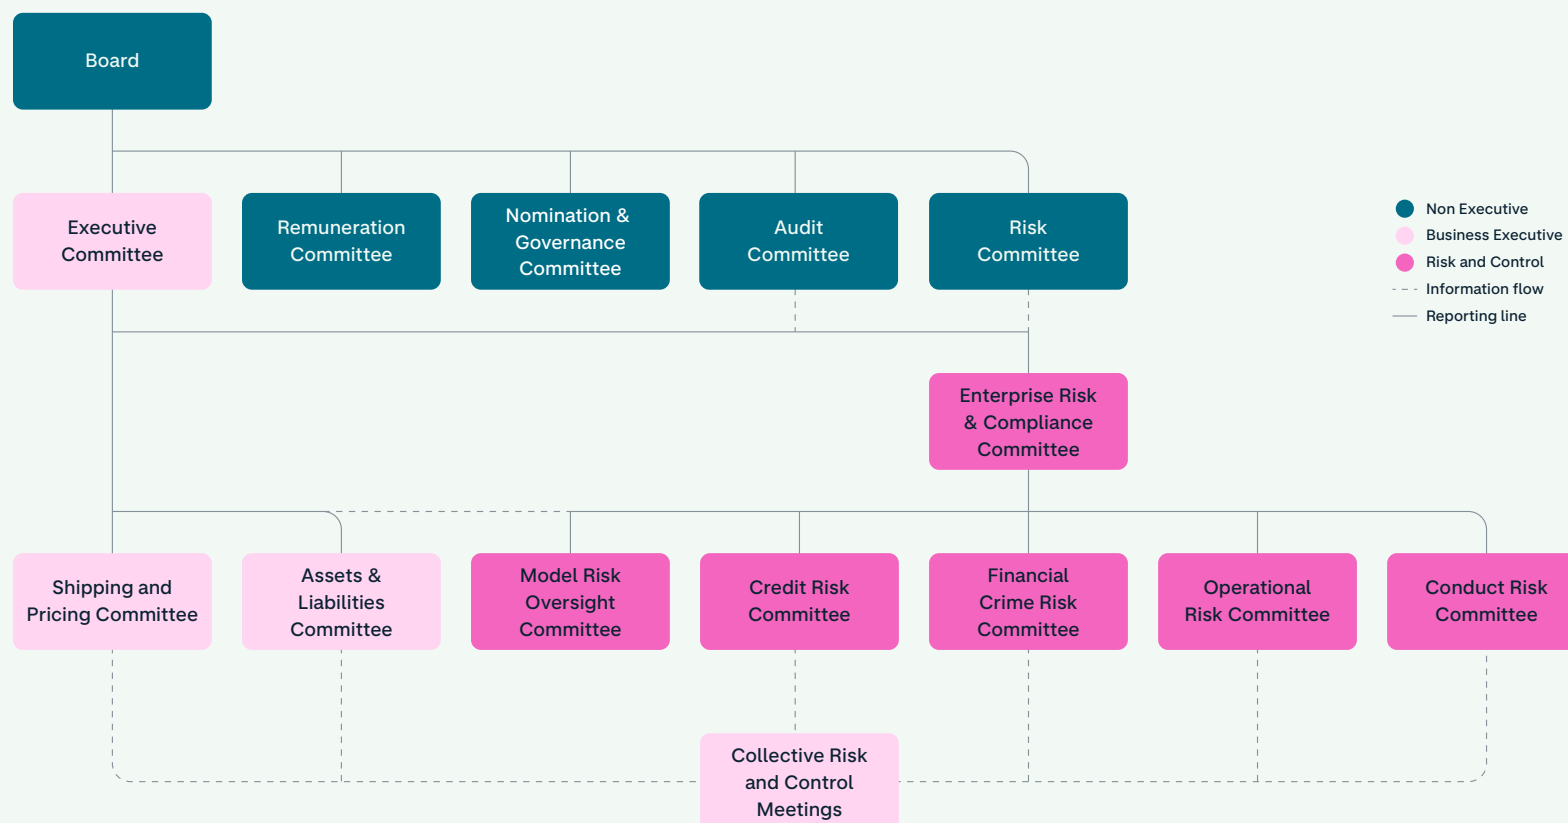 Board
Executive
Committee
Remuneration
Committee
Nomination &
Governance
Committee
Audit
Committee
Risk
Committee
Non Executive
Business Executive
Risk and Control
Information flow
Reporting line
Enterprise Risk
& Compliance
Committee
Shipping and
Pricing Committee
Assets &
Liabilities
Committee
Model Risk
Oversight
Committee
Credit Risk
Committee
Financial
Crime Risk
Committee
Operational
Risk Committee
Conduct Risk
Committee
Collective Risk
and Control
Meetings